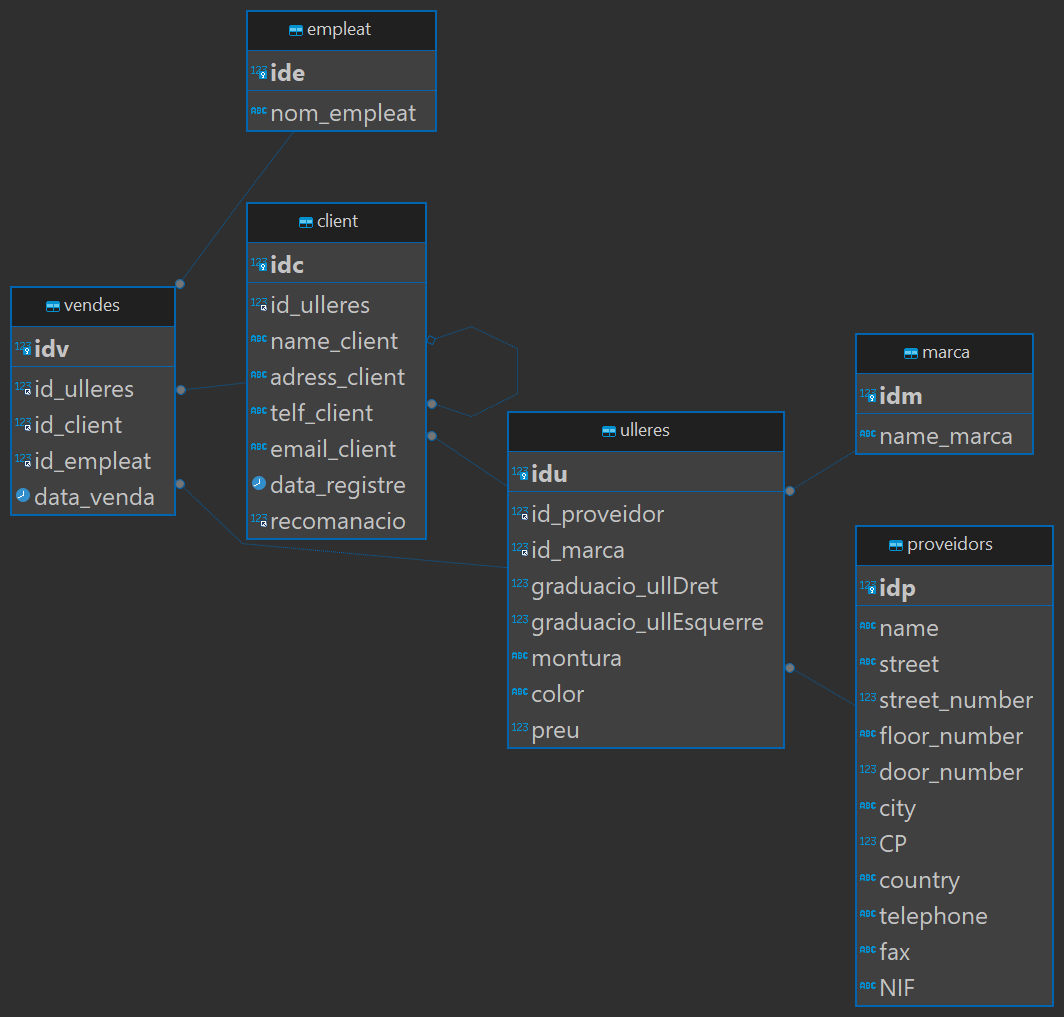 empleat
123 ide
ABC nom_empleat
client
123 idc
123 id_ulleres
ABC name_client
ABC adress_client
ABC telf_client
ABC email_client
data_registre
123 recomanacio
vendes
123 idv
123 id_ulleres
123 id_client
123 id_empleat
data_venda
ulleres
123 idu
123 id_proveidor
123 id_marca
123 graduacio_ullDret
123 graduacio_ullEsquerre
ABC montura
ABC color
123 preu
marca
123 idm
ABC name_marca
proveidors
123 idp
ABC name
ABC street
123 street_number
ABC floor_number
123 door_number
ABC city
123 CP
ABC country
ABC telephone
ABC fax
ABC NIF